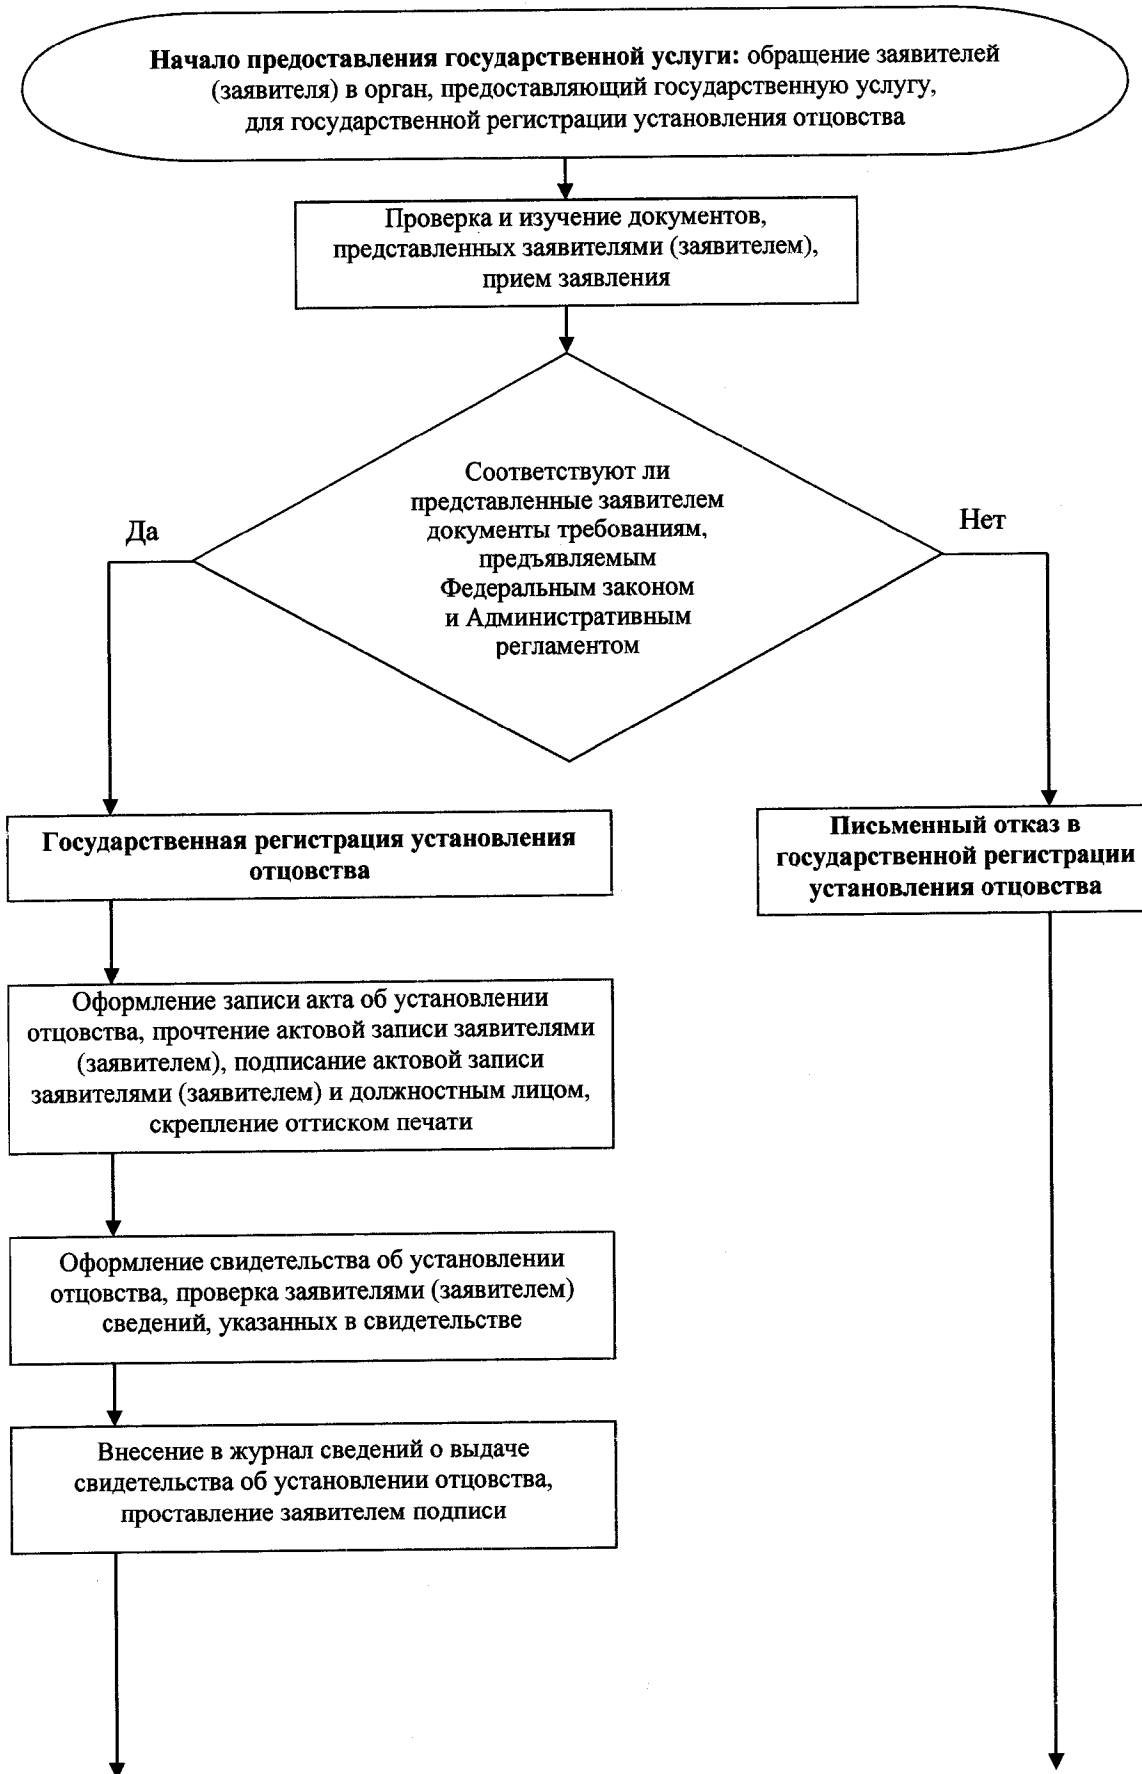 Начало предоставления государственной услуги: обращение заявителей
(заявителя) в орган, предоставляющий государственную услугу,
для государственной регистрации установления отцовства
Проверка и изучение документов,
представленных заявителями (заявителем),
прием заявления
Соответствуют ли
представленные заявителем
документы требованиям,
предъявляемым
Федеральным законом
и Административным
регламентом
Да
Нет
Государственная регистрация установления
отцовства
Письменный отказ в
государственной регистрации
установления отцовства
Оформление записи акта об установлении
отцовства, прочтение актовой записи заявителями
(заявителем), подписание актовой записи
заявителями (заявителем) и должностным лицом,
скрепление оттиском печати
Оформление свидетельства об установлении
отцовства, проверка заявителями (заявителем)
сведений, указанных в свидетельстве
Внесение в журнал сведений о выдаче
свидетельства об установлении отцовства,
проставление заявителем подписи